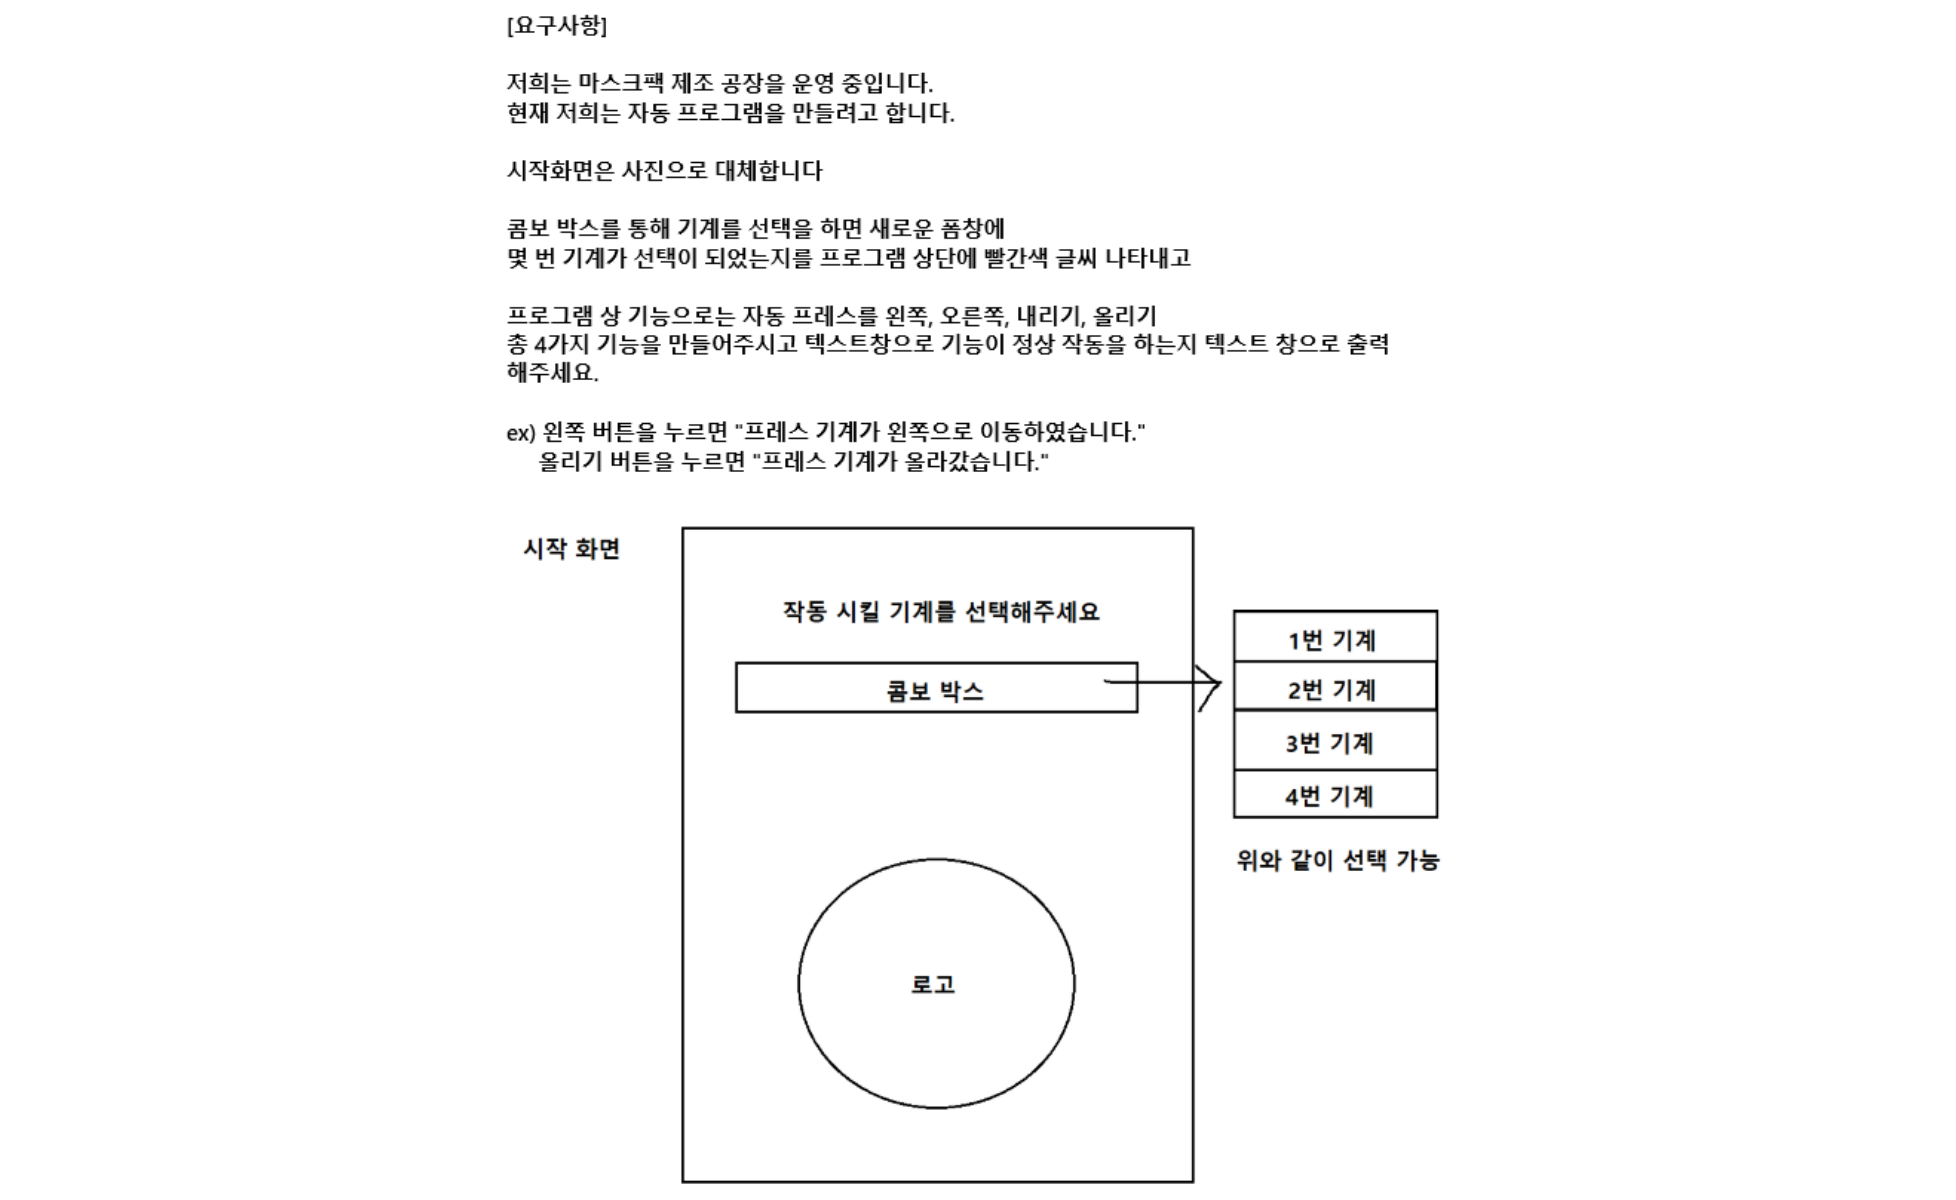 [요구사항]
저희는 마스크팩 제조 공장을 운영 중입니다.
현재 저희는 자동 프로그램을 만들려고 합니다.
시작화면은 사진으로 대체합니다
콤보 박스를 통해 기계를 선택을 하면 새로운 폼창에
몇 번 기계가 선택이 되었는지를 프로그램 상단에 빨간색 글씨 나타내고
프로그램 상 기능으로는 자동 프레스를 왼쪽, 오른쪽, 내리기, 올리기
총 4가지 기능을 만들어주시고 텍스트창으로 기능이 정상 작동을 하는지 텍스트 창으로 출력
해주세요.
ex) 왼쪽 버튼을 누르면 "프레스 기계가 왼쪽으로 이동하였습니다."
올리기 버튼을 누르면 "프레스 기계가 올라갔습니다."
시작 화면
작동 시킬 기계를 선택해주세요
콤보 박스
1번 기계
2번 기계
3번 기계
4번 기계
위와 같이 선택 가능
로고